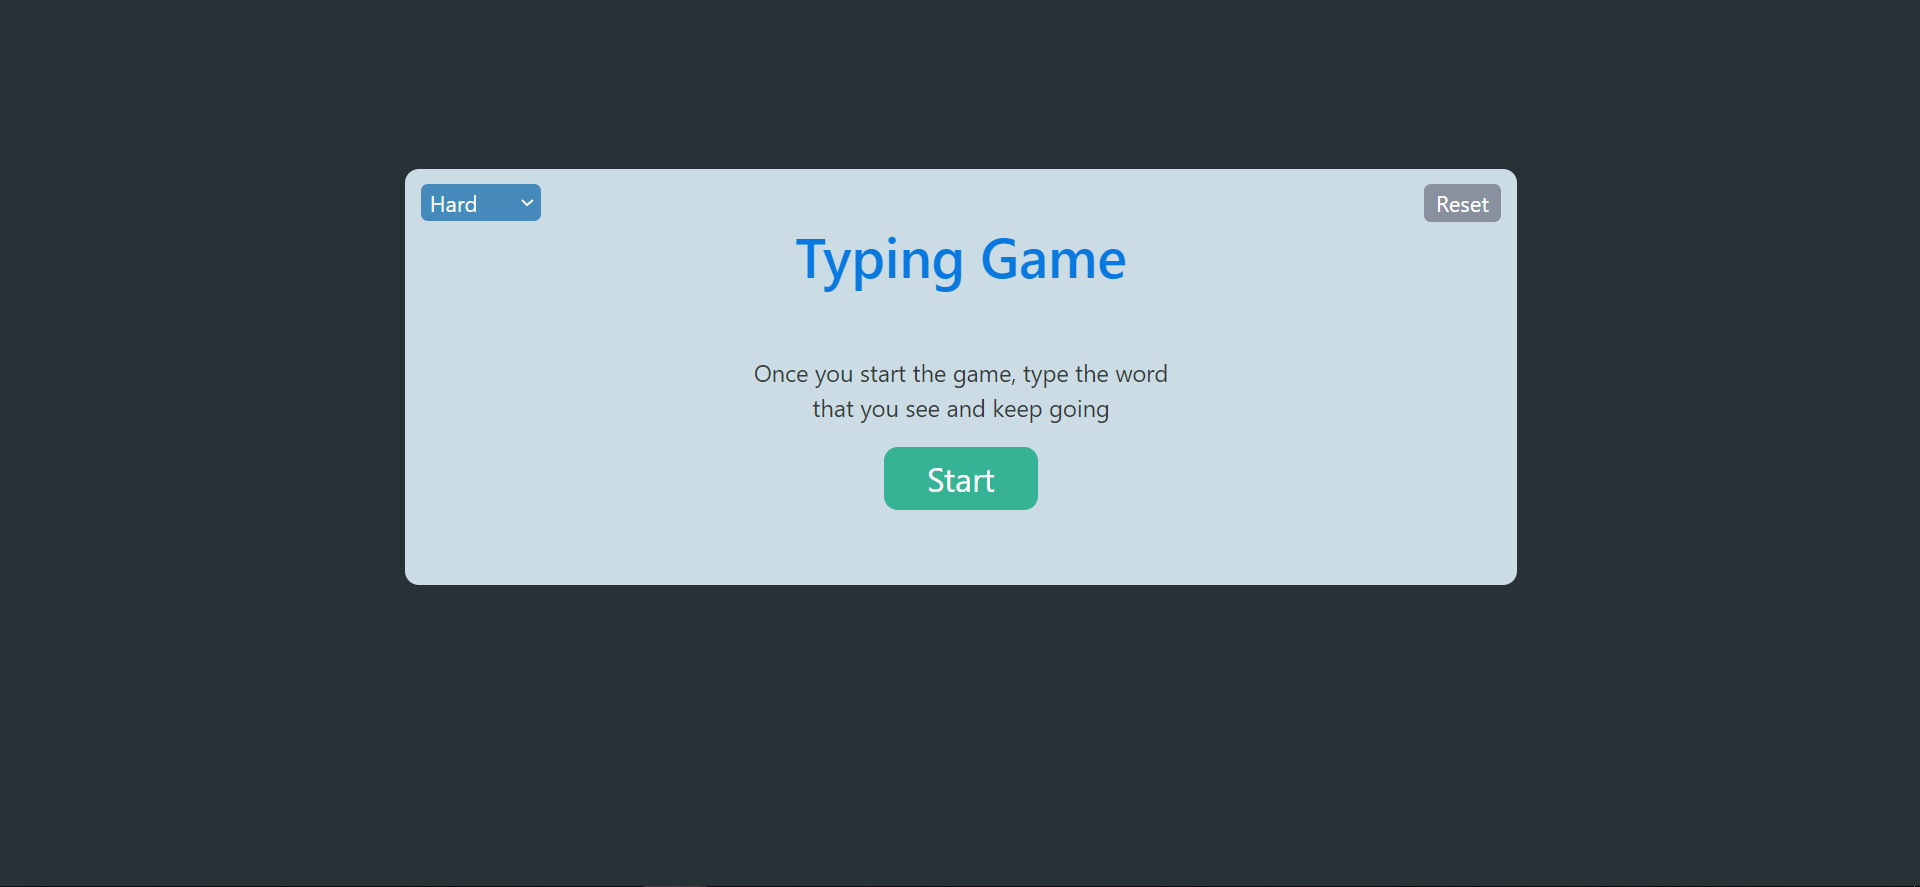 Hard
Reset
Typing Game
Once you start the game, type the word
that you see and keep going
Start